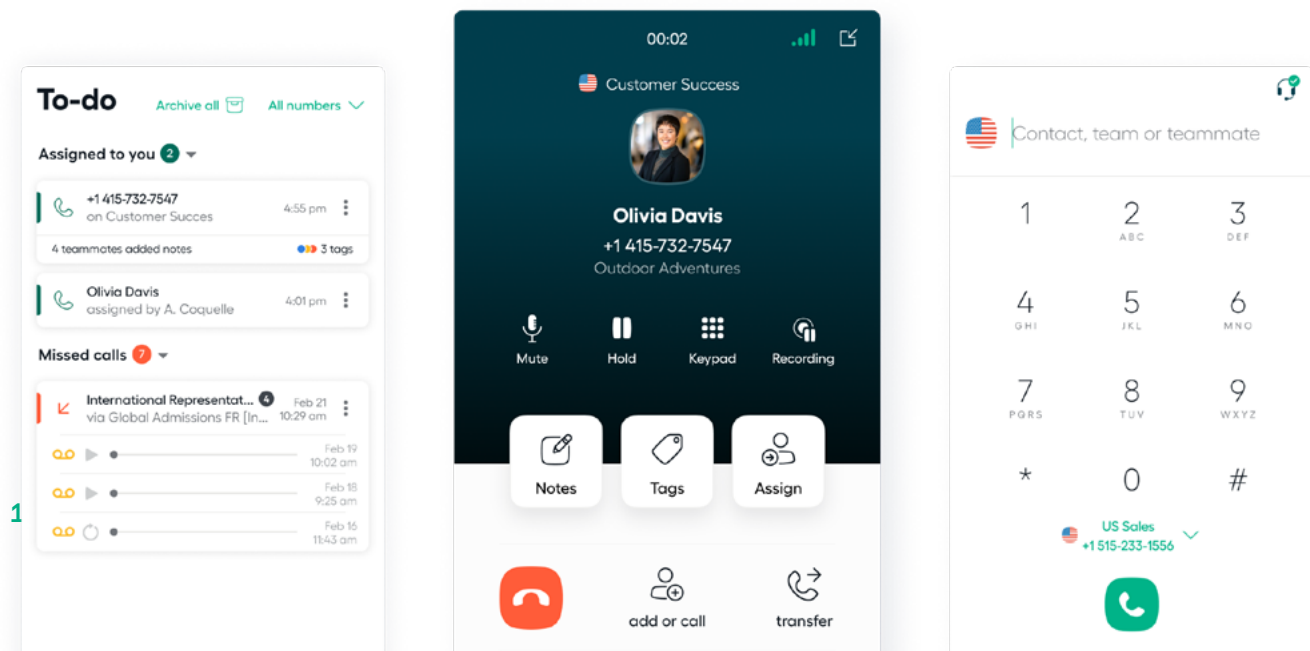 To-do
Archive all
All numbers
Assigned to you 2
+1 415-732-7547
on Customer Succes
4:55 pm
4 teammates added notes
3 tags
Olivia Davis
assigned by A. Coquelle
4:01 pm
Missed calls 7
International Representat... 4
via Global Admissions FR [In...
Feb 21
10:29 am
Feb 19
10:02 am
Feb 18
9:25 am
Feb 16
11:43 am
1
00:02
Customer Success
Olivia Davis
+1 415-732-7547
Outdoor Adventures
Mute
Hold
Keypad
Recording
Notes
Tags
Assign
add or call
transfer
Contact, team or teammate
1
2
ABC
3
DEF
4
GHI
5
JKL
6
MNO
7
PQRS
8
TUV
9
WXYZ
*
0
#
US Sales
+1 515-233-1556